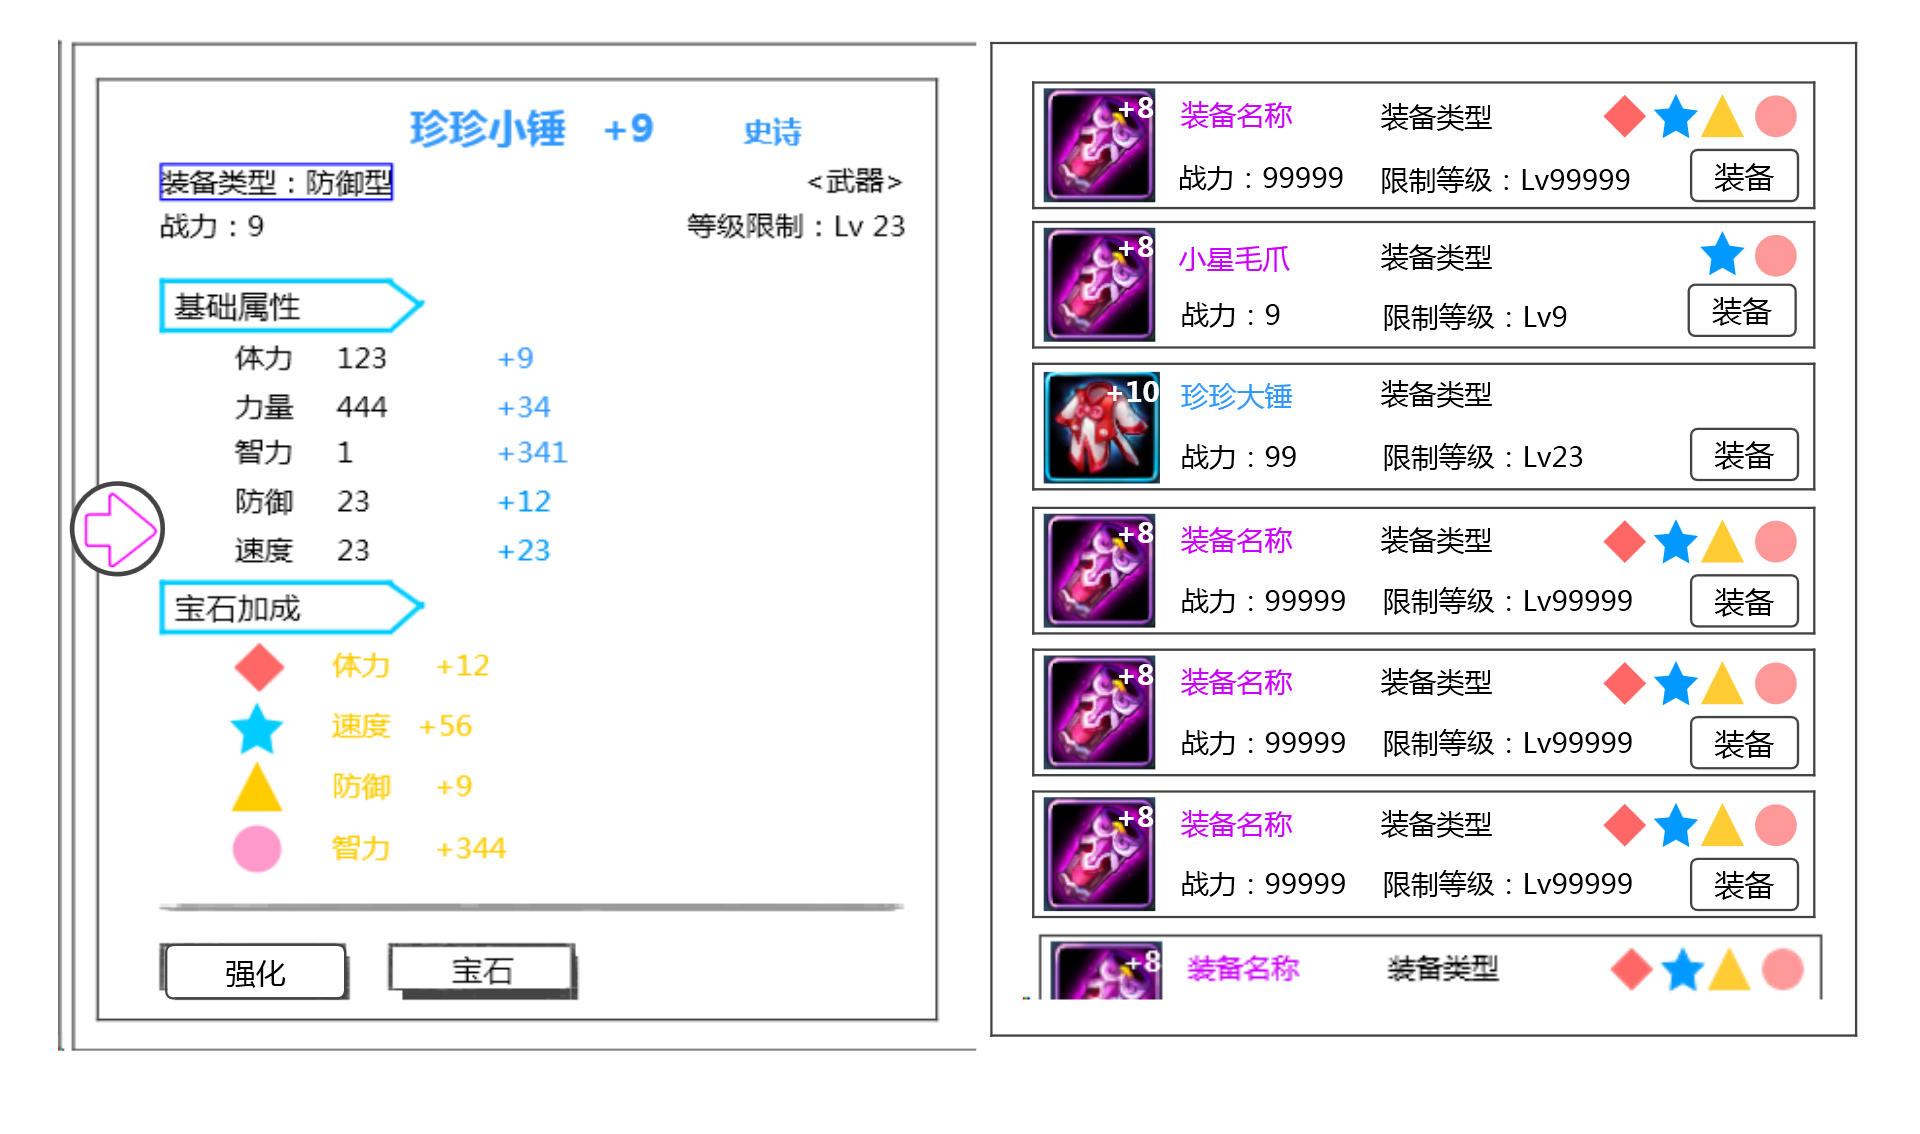 珍珍小锤 +9 史诗
装备类型：防御型 <武器>
战力：9 等级限制：Lv 23
基础属性
体力 123 +9
力量 444 +34
智力 1 +341
防御 23 +12
速度 23 +23
宝石加成
体力 +12
速度 +56
防御 +9
智力 +344
强化 宝石
+8 装备名称 装备类型
战力：99999 限制等级：Lv99999 装备
+8 小星毛爪 装备类型
战力：9 限制等级：Lv9 装备
+10 珍珍大锤 装备类型
战力：99 限制等级：Lv23 装备
+8 装备名称 装备类型
战力：99999 限制等级：Lv99999 装备
+8 装备名称 装备类型
战力：99999 限制等级：Lv99999 装备
+8 装备名称 装备类型
战力：99999 限制等级：Lv99999 装备
+8 装备名称 装备类型